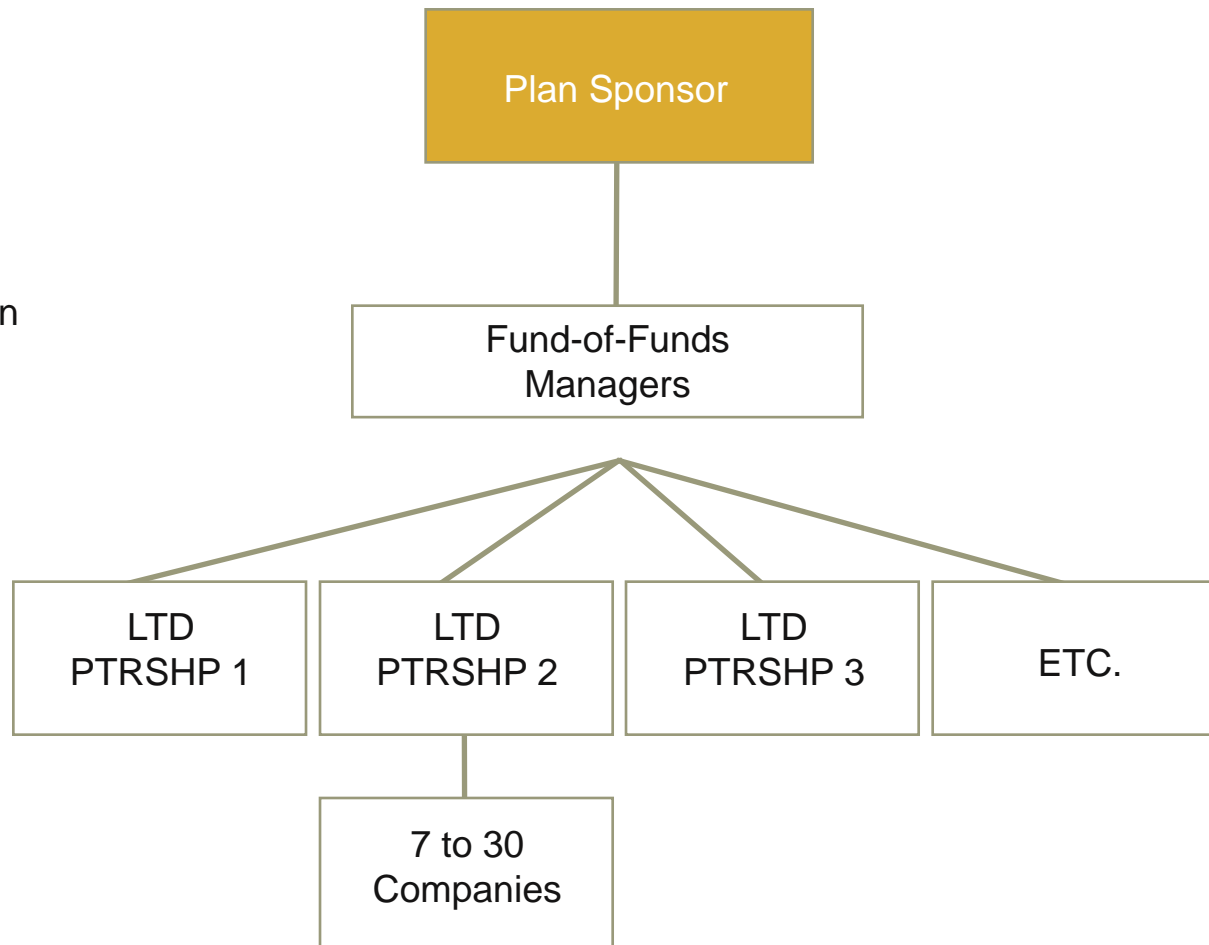 Plan Sponsor
n
Fund-of-Funds
Managers
LTD
PTRSHP 1
LTD
PTRSHP 2
LTD
PTRSHP 3
ETC.
7 to 30
Companies